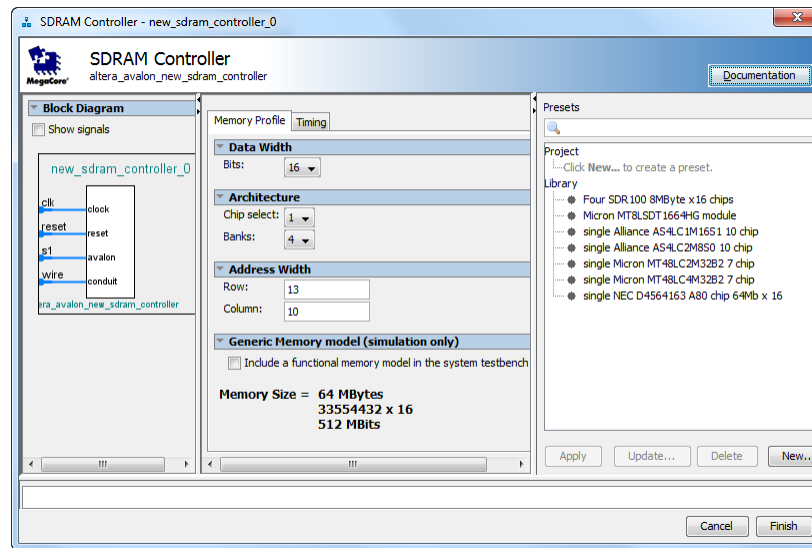 SDRAM Controller - new_sdram_controller_0
SDRAM Controller
altera_avalon_new_sdram_controller
MegaCore'
Documentation
Block Diagram
Show signals
new_sdram_controller_0
clk
clock
reset
reset
s1
avalon
wire
conduit
era_avalon_new_sdram_controller
Memory Profile
Timing
Data Width
Bits:
16
Architecture
Chip select:
1
Banks:
4
Address Width
Row:
13
Column:
10
Generic Memory model (simulation only)
Include a functional memory model in the system testbench
Memory Size = 64 MBytes
33554432 x 16
512 MBits
Presets
Project
Click New... to create a preset.
Library
Four SDR100 8MByte x16 chips
Micron MT8LSDT1664HG module
single Alliance AS4LC1M16S1 10 chip
single Alliance AS4LC2M8S0 10 chip
single Micron MT48LC2M32B2 7 chip
single Micron MT48LC4M32B2 7 chip
single NEC D4564163 A80 chip 64Mb x 16
Apply
Update...
Delete
New..
Cancel
Finish